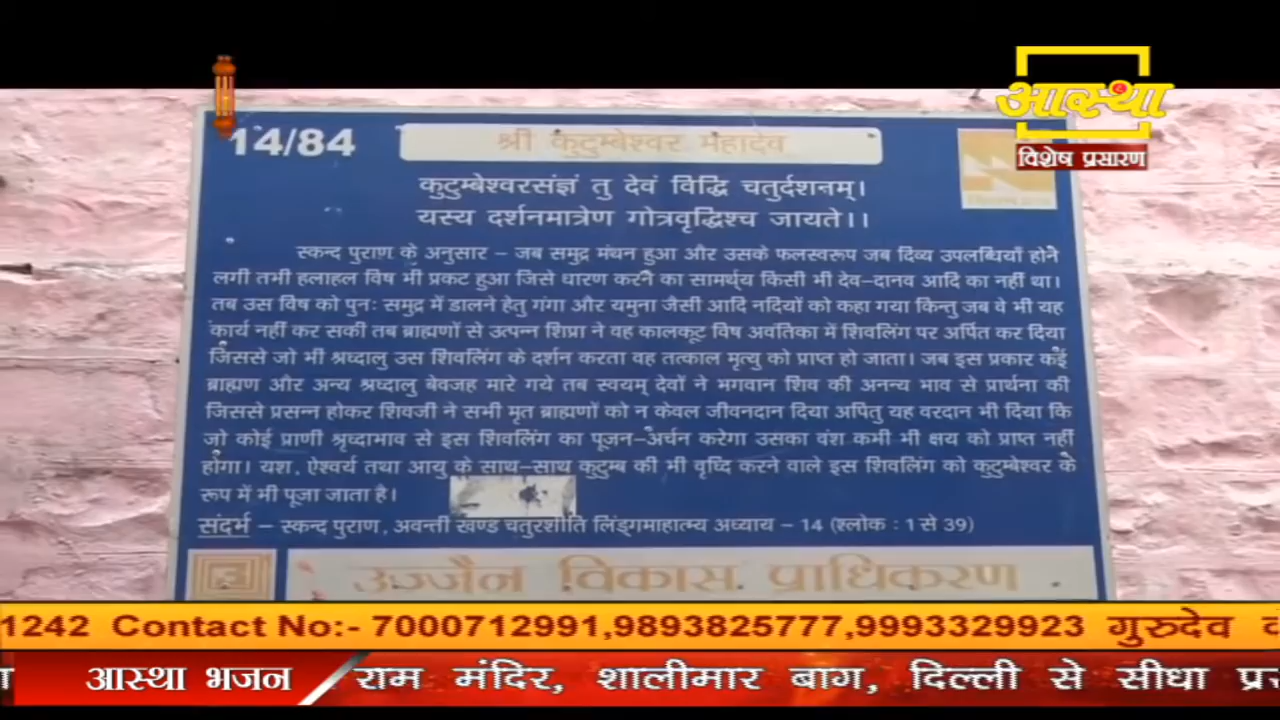 आस्था
विशेष प्रसारण
14/84
श्री कुटुम्बेश्वर महादेव
कुटुम्बेश्वरसंज्ञं तु देवं विद्धि चतुर्दशनम्।
यस्य दर्शनमात्रेण गोत्रवृद्धिश्च जायते।।
स्कन्द पुराण के अनुसार – जब समुद्र मंथन हुआ और उसके फलस्वरूप जब दिव्य उपलब्धियाँ होने
लगी तभी हलाहल विष भी प्रकट हुआ जिसे धारण करने का सामर्थ्य किसी भी देव–दानव आदि का नहीं था।
तब उस विष को पुनः समुद्र में डालने हेतु गंगा और यमुना जैसी आदि नदियों को कहा गया किन्तु जब वे भी यह
कार्य नहीं कर सकी तब ब्राह्मणों से उत्पन्न शिप्रा ने वह कालकूट विष अवंतिका में शिवलिंग पर अर्पित कर दिया
जिससे जो भी श्रध्दालु उस शिवलिंग के दर्शन करता वह तत्काल मृत्यु को प्राप्त हो जाता। जब इस प्रकार कई
ब्राह्मण और अन्य श्रध्दालु बेवजह मारे गये तब स्वयम् देवों ने भगवान शिव की अनन्य भाव से प्रार्थना की
जिससे प्रसन्न होकर शिवजी ने सभी मृत ब्राह्मणों को न केवल जीवनदान दिया अपितु यह वरदान भी दिया कि
जो कोई प्राणी श्रृध्दाभाव से इस शिवलिंग का पूजन–अर्चन करेगा उसका वंश कभी भी क्षय को प्राप्त नहीं
होगा। यश, ऐश्वर्य तथा आयु के साथ–साथ कुटुम्ब की भी वृध्दि करने वाले इस शिवलिंग को कुटुम्बेश्वर के
रूप में भी पूजा जाता है।
संदर्भ – स्कन्द पुराण, अवन्ती खण्ड चतुरशीति लिंङ्गमाहात्म्य अध्याय – 14 (श्लोक : 1 से 39)
उज्जैन विकास प्राधिकरण
1242 Contact No:- 7000712991,9893825777,9993329923 गुरुदेव
आस्था भजन राम मंदिर, शालीमार बाग, दिल्ली से सीधा